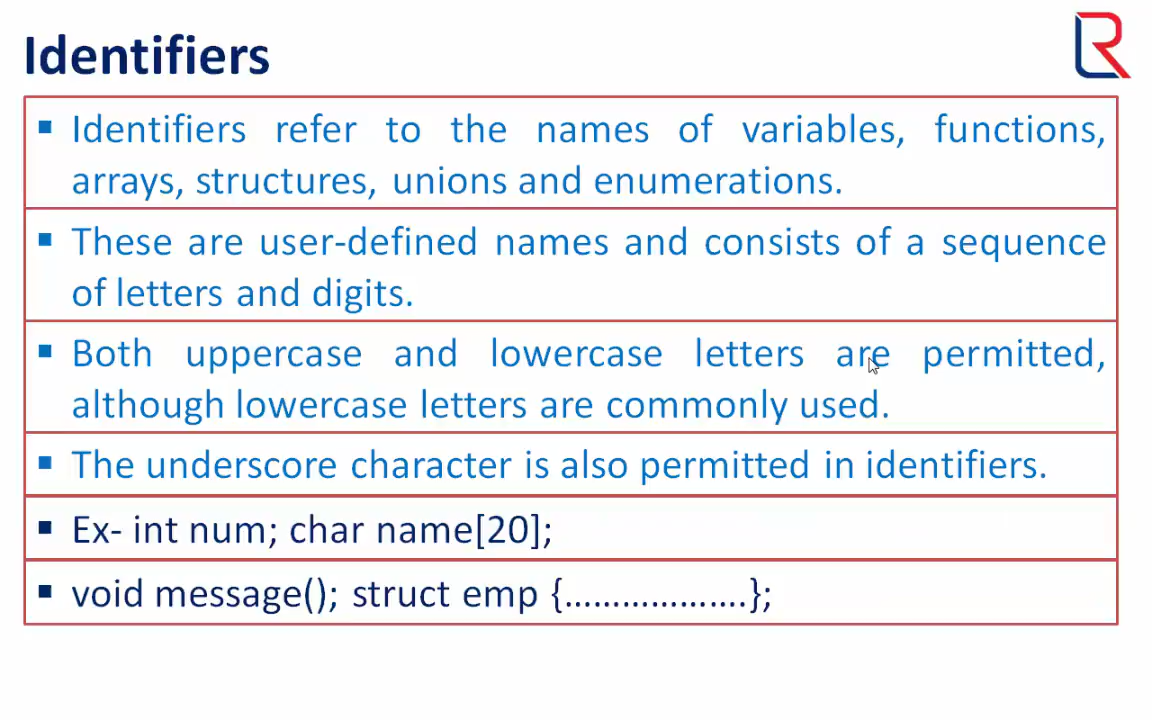 Identifiers
▪ Identifiers refer to the names of variables, functions,
arrays, structures, unions and enumerations.
▪ These are user-defined names and consists of a sequence
of letters and digits.
▪ Both uppercase and lowercase letters are permitted,
although lowercase letters are commonly used.
▪ The underscore character is also permitted in identifiers.
▪ Ex- int num; char name[20];
▪ void message(); struct emp {...................};